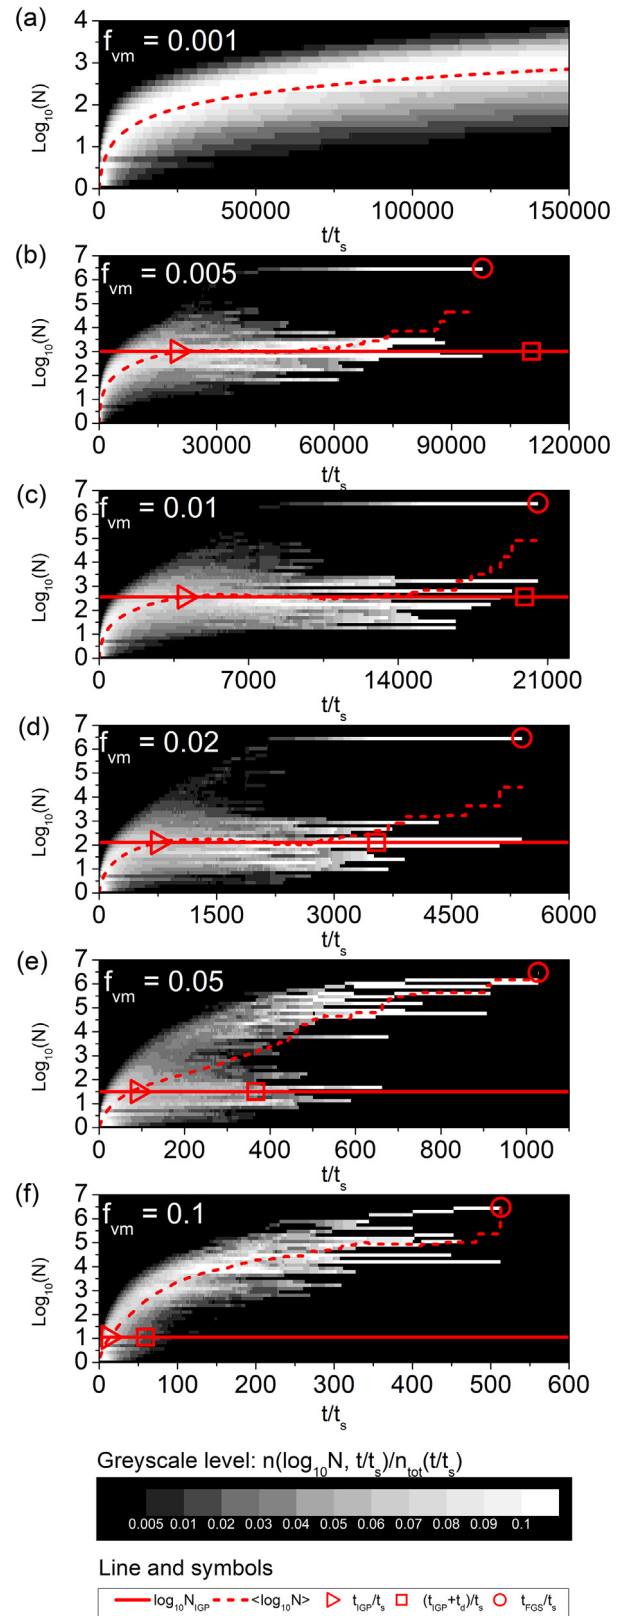 (a)
f_vm = 0.001
Log10(N)
4
3
2
1
0
0 50000 100000 150000
t/t_s
(b)
f_vm = 0.005
Log10(N)
7
6
5
4
3
2
1
0
0 30000 60000 90000 120000
t/t_s
(c)
f_vm = 0.01
Log10(N)
7
6
5
4
3
2
1
0
7000 14000 21000
t/t_s
(d)
f_vm = 0.02
Log10(N)
7
6
5
4
3
2
1
0
0 1500 3000 4500 6000
t/t_s
(e)
f_vm = 0.05
Log10(N)
7
6
5
4
3
2
1
0
0 200 400 600 800 1000
t/t_s
(f)
f_vm = 0.1
Log10(N)
7
6
5
4
3
2
1
0
0 100 200 300 400 500 600
t/t_s
Greyscale level: n(log10N, t/t_s)/n_tot(t/t_s)
0.005 0.01 0.02 0.03 0.04 0.05 0.06 0.07 0.08 0.09 0.1
Line and symbols
log10N_IGP <log10N> t_IGP/t_s (t_IGP+t_d)/t_s t_FGS/t_s